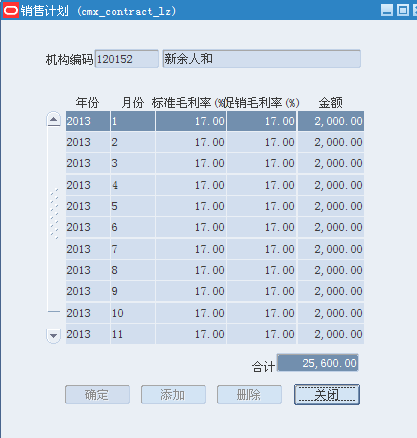 销售计划 (cmx_contract_lz)
机构编码 120152 新余人和
年份 月份 标准毛利率(% 促销毛利率(%) 金额
2013 1 17.00 17.00 2,000.00
2013 2 17.00 17.00 2,000.00
2013 3 17.00 17.00 2,000.00
2013 4 17.00 17.00 2,000.00
2013 5 17.00 17.00 2,000.00
2013 6 17.00 17.00 2,000.00
2013 7 17.00 17.00 2,000.00
2013 8 17.00 17.00 2,000.00
2013 9 17.00 17.00 2,000.00
2013 10 17.00 17.00 2,000.00
2013 11 17.00 17.00 2,000.00
合计 25,600.00
确定 添加 删除 关闭